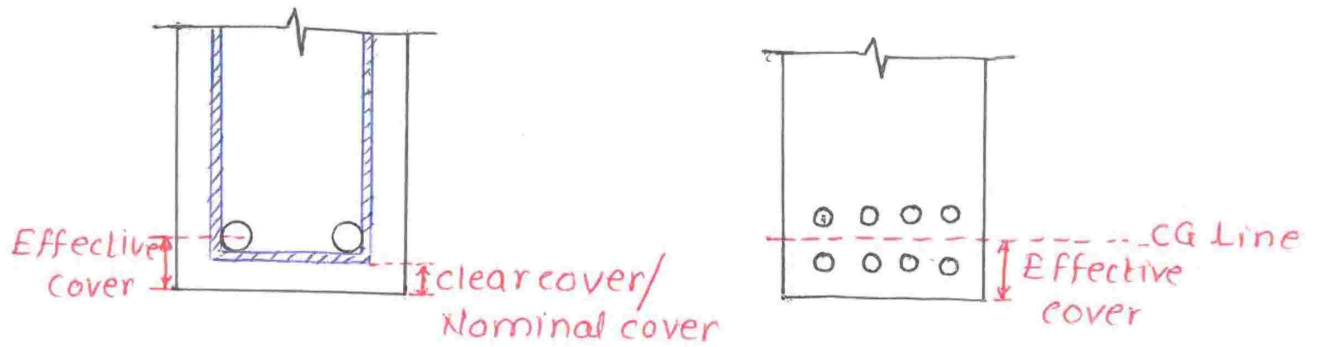 Effective
Cover
clear cover/
Nominal cover
CG Line
Effective
cover